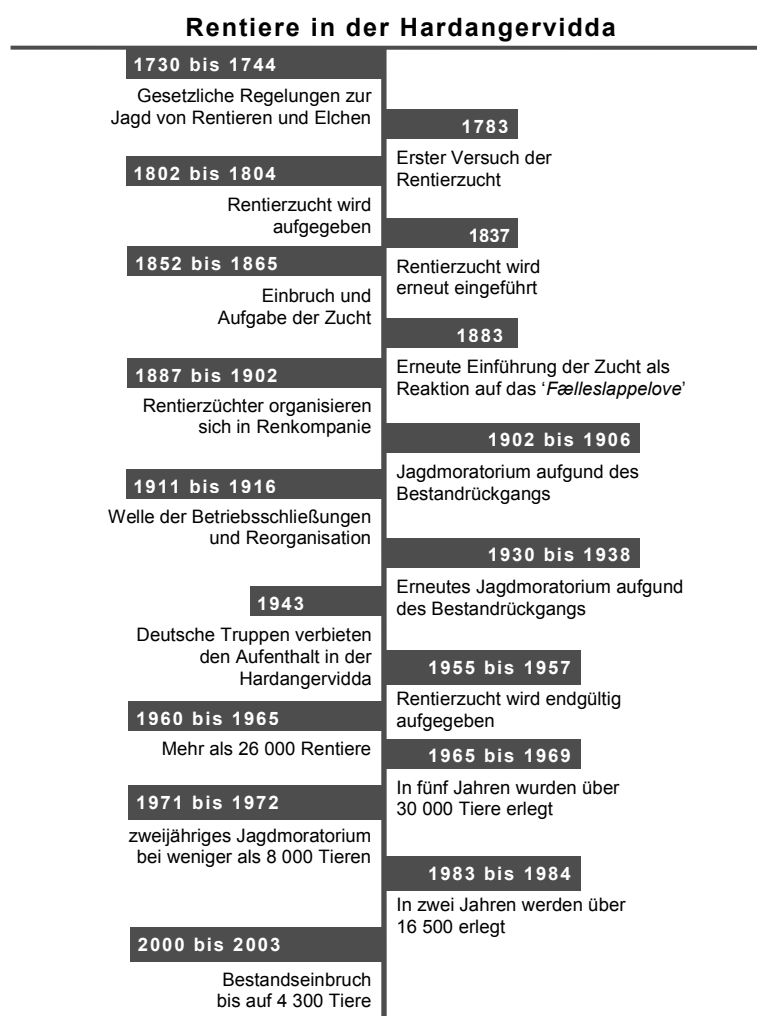 Rentiere in der Hardangervidda
1730 bis 1744
Gesetzliche Regelungen zur
Jagd von Rentieren und Elchen
1783
Erster Versuch der
Rentierzucht
1802 bis 1804
Rentierzucht wird
aufgegeben
1837
Rentierzucht wird
erneut eingeführt
1852 bis 1865
Einbruch und
Aufgabe der Zucht
1883
Erneute Einführung der Zucht als
Reaktion auf das ‘Fælleslappelove’
1887 bis 1902
Rentierzüchter organisieren
sich in Renkompanie
1902 bis 1906
Jagdmoratorium aufgund des
Bestandrückgangs
1911 bis 1916
Welle der Betriebsschließungen
und Reorganisation
1930 bis 1938
Erneutes Jagdmoratorium aufgund
des Bestandrückgangs
1943
Deutsche Truppen verbieten
den Aufenthalt in der
Hardangervidda
1955 bis 1957
Rentierzucht wird endgültig
aufgegeben
1960 bis 1965
Mehr als 26 000 Rentiere
1965 bis 1969
In fünf Jahren wurden über
30 000 Tiere erlegt
1971 bis 1972
zweijähriges Jagdmoratorium
bei weniger als 8 000 Tieren
1983 bis 1984
In zwei Jahren werden über
16 500 erlegt
2000 bis 2003
Bestandseinbruch
bis auf 4 300 Tiere